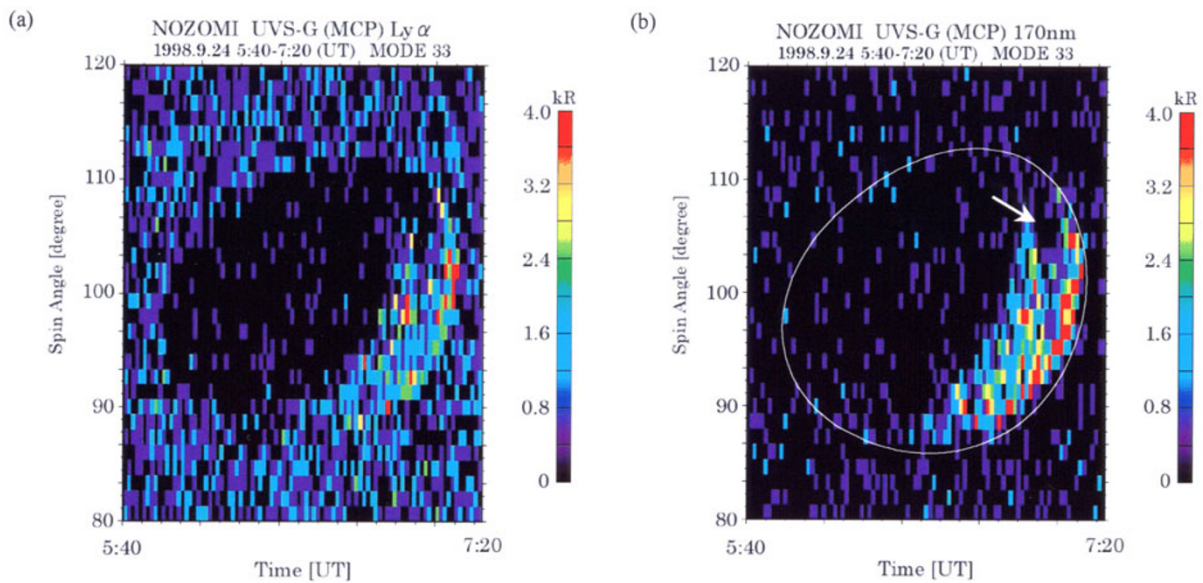 (a)
NOZOMI UVS-G (MCP) Ly α
1998.9.24 5:40-7:20 (UT) MODE 33
120
110
100
90
80
Spin Angle [degree]
5:40
7:20
Time [UT]
kR
4.0
3.2
2.4
1.6
0.8
0
(b)
NOZOMI UVS-G (MCP) 170nm
1998.9.24 5:40-7:20 (UT) MODE 33
120
110
100
90
80
Spin Angle [degree]
5:40
7:20
Time [UT]
kR
4.0
3.2
2.4
1.6
0.8
0